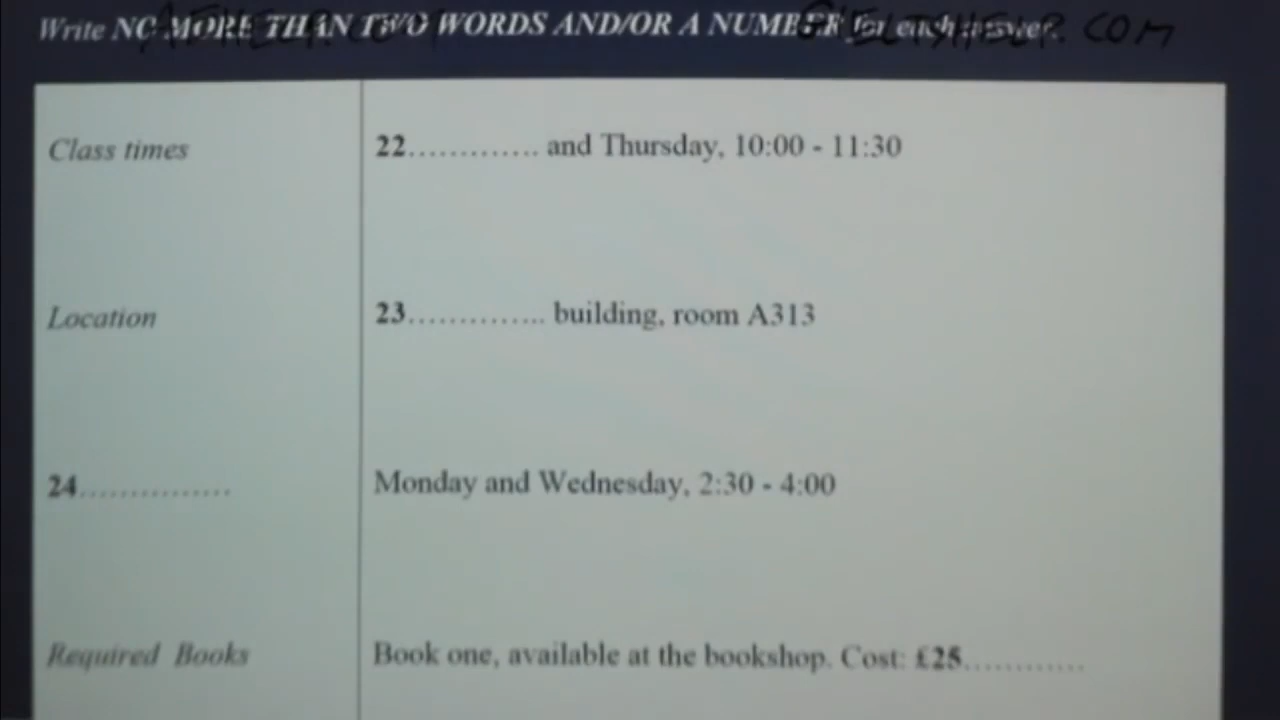 Write NO MORE THAN TWO WORDS AND/OR A NUMBER for each answer.
Class times
22............. and Thursday, 10:00 - 11:30
Location
23.............. building, room A313
24...............
Monday and Wednesday, 2:30 - 4:00
Required Books
Book one, available at the bookshop. Cost: £25............